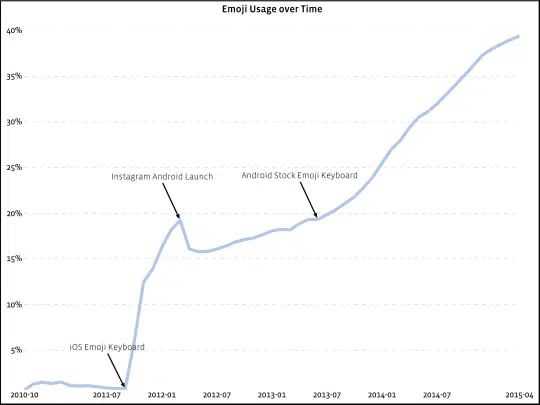 Emoji Usage over Time
40%
35%
30%
25%
20%
15%
10%
5%
Instagram Android Launch
Android Stock Emoji Keyboard
iOS Emoji Keyboard
2010-10 2011-07 2012-01 2012-07 2013-01 2013-07 2014-01 2014-07 2015-04